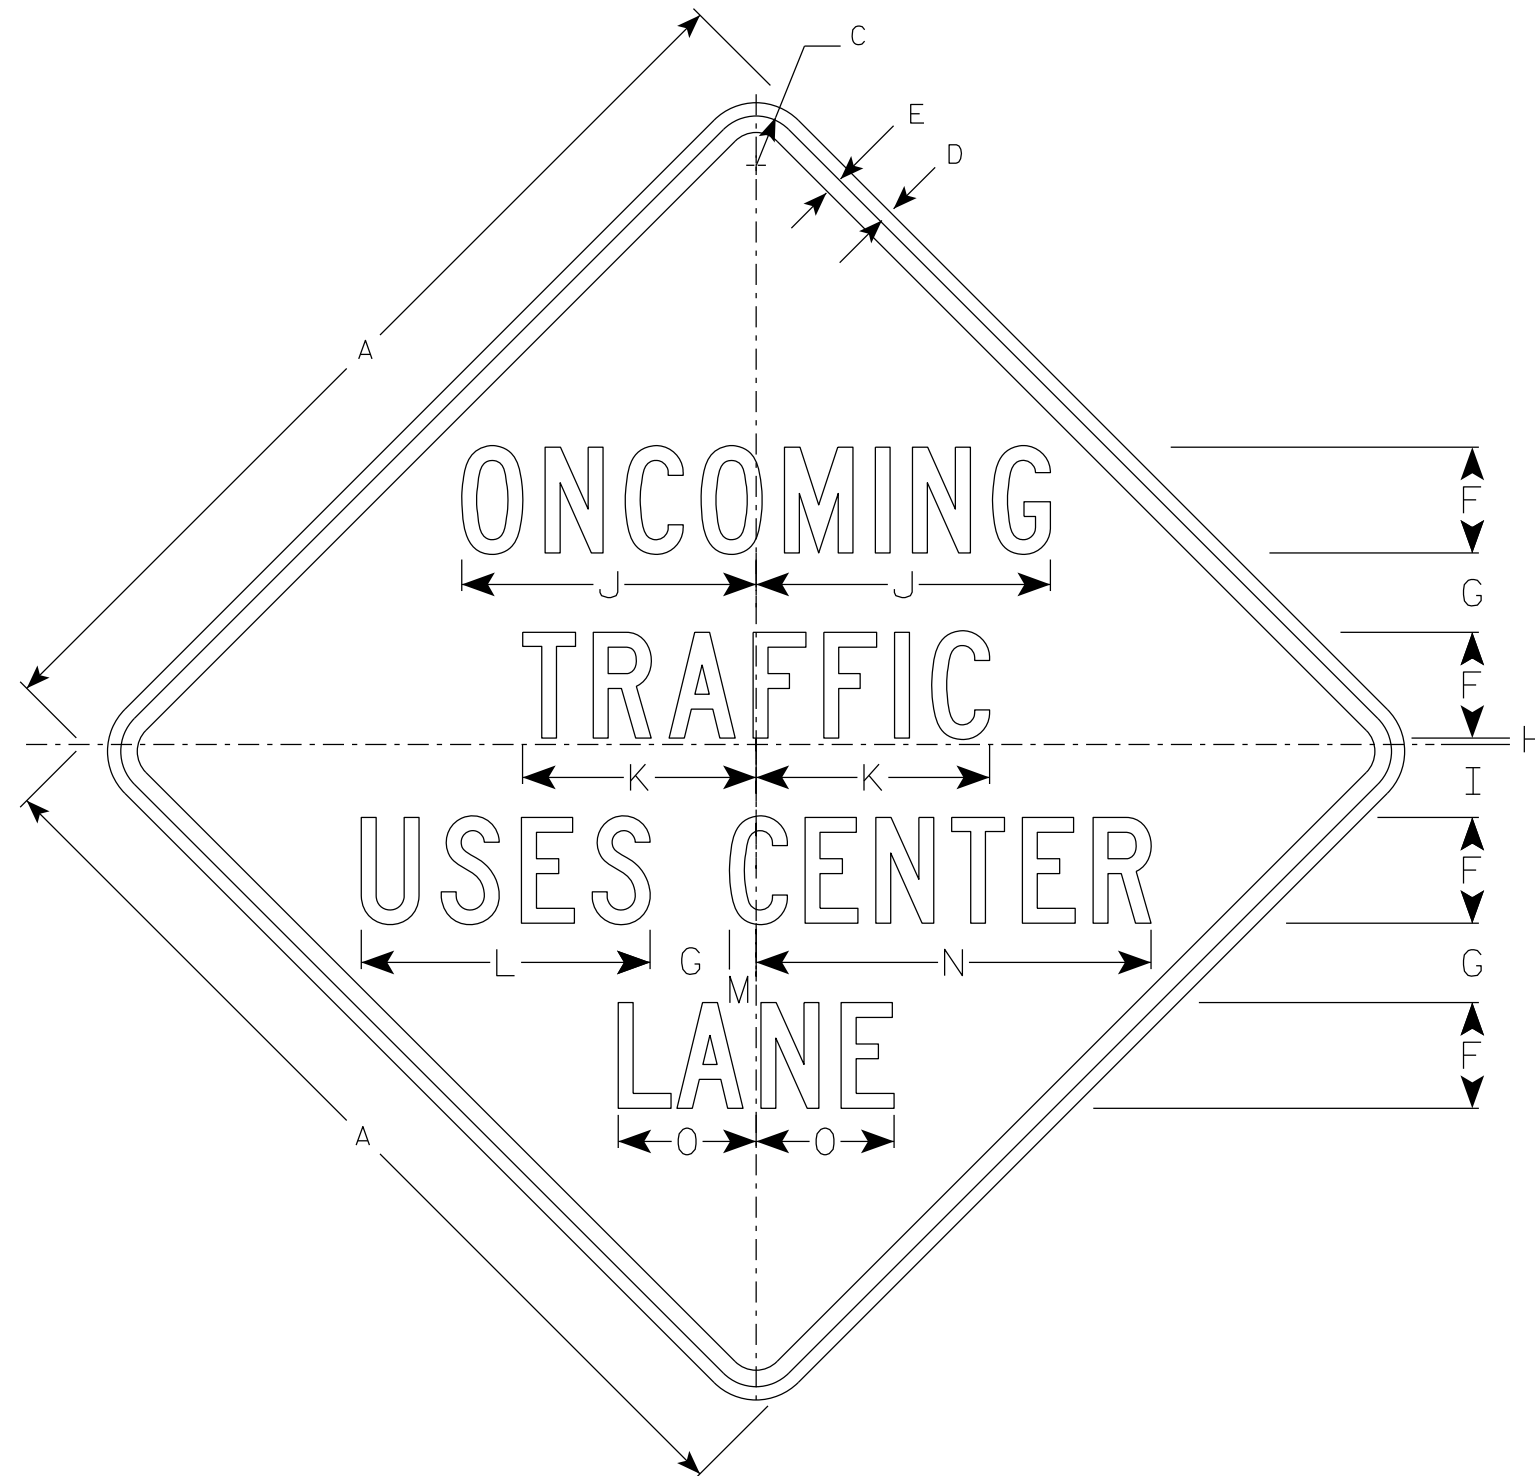 C
E
D
A
ONCOMING
F
J J
G
TRAFFIC
F
H
K K
I
USES CENTER
F
L G M N
G
LANE
F
O O
A